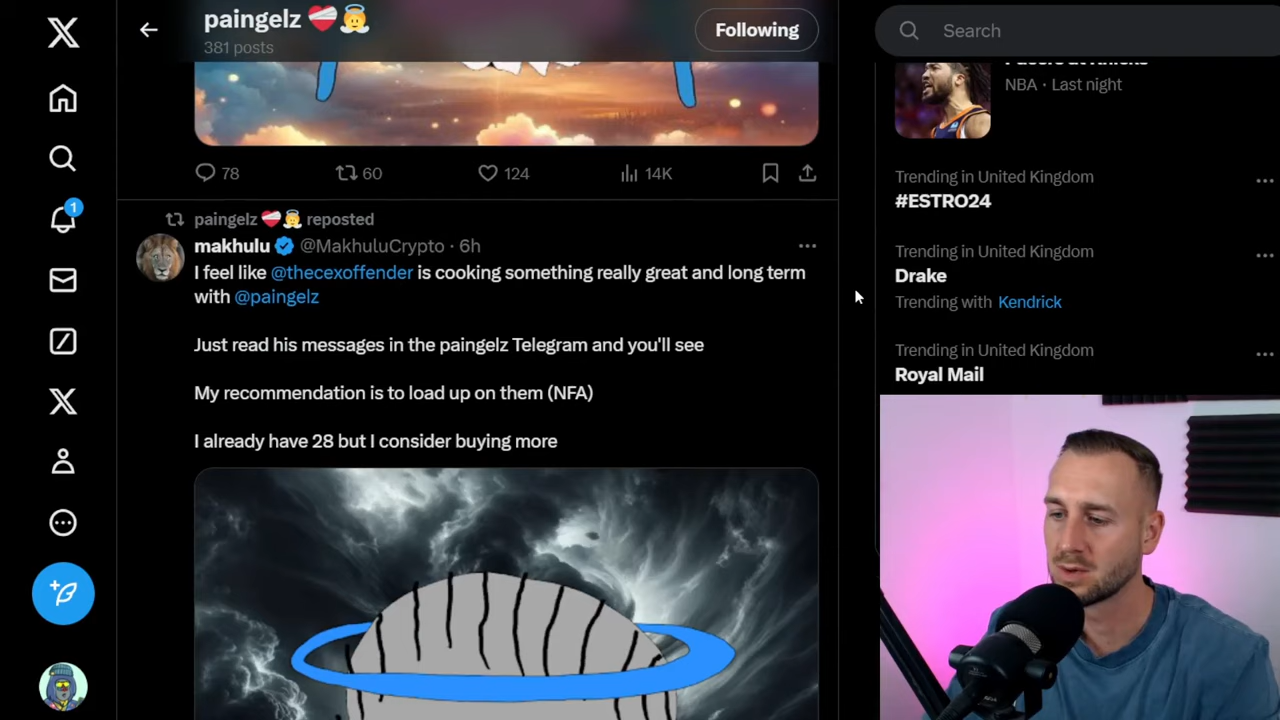 paingelz ❤️‍🩹👼
381 posts
Following
Search
NBA · Last night
78
60
124
14K
Trending in United Kingdom
#ESTRO24
paingelz ❤️‍🩹👼 reposted
makhulu @MakhuluCrypto · 6h
I feel like @thecexoffender is cooking something really great and long term
with @paingelz
Just read his messages in the paingelz Telegram and you'll see
My recommendation is to load up on them (NFA)
I already have 28 but I consider buying more
Trending in United Kingdom
Drake
Trending with Kendrick
Trending in United Kingdom
Royal Mail
1